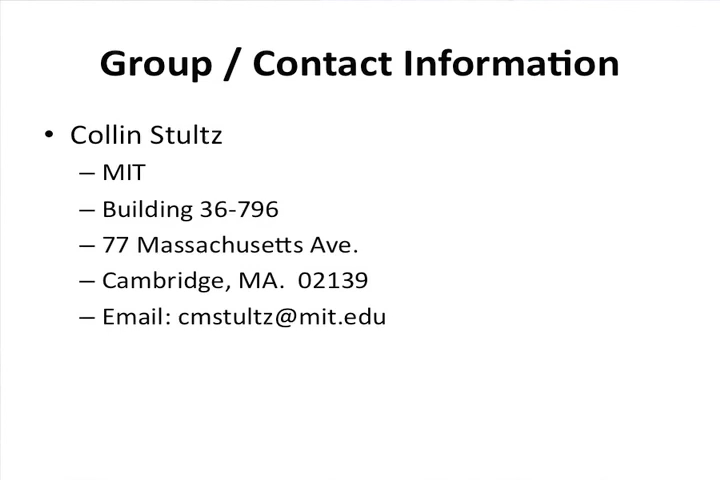 Group / Contact Information
• Collin Stultz
– MIT
– Building 36-796
– 77 Massachusetts Ave.
– Cambridge, MA.  02139
– Email: cmstultz@mit.edu